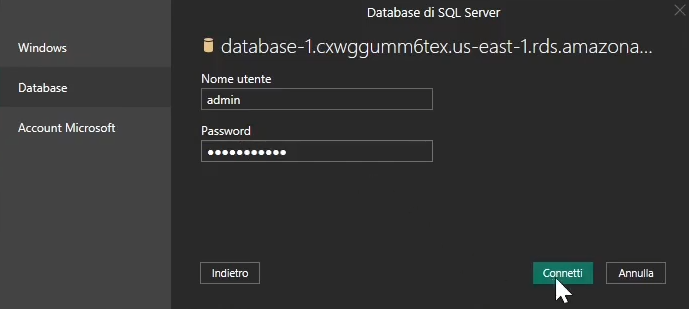 Database di SQL Server
Windows
Database
Account Microsoft
database-1.cxwggumm6tex.us-east-1.rds.amazona...
Nome utente
admin
Password
●●●●●●●●●●●
Indietro
Connetti
Annulla